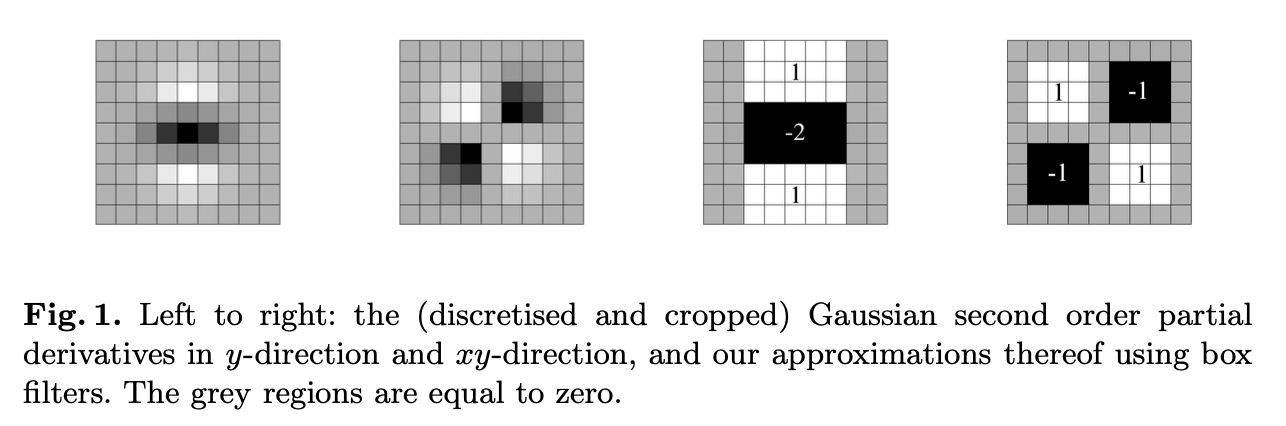 1
-2
1
1
-1
-1
1
Fig. 1. Left to right: the (discretised and cropped) Gaussian second order partial
derivatives in y-direction and xy-direction, and our approximations thereof using box
filters. The grey regions are equal to zero.